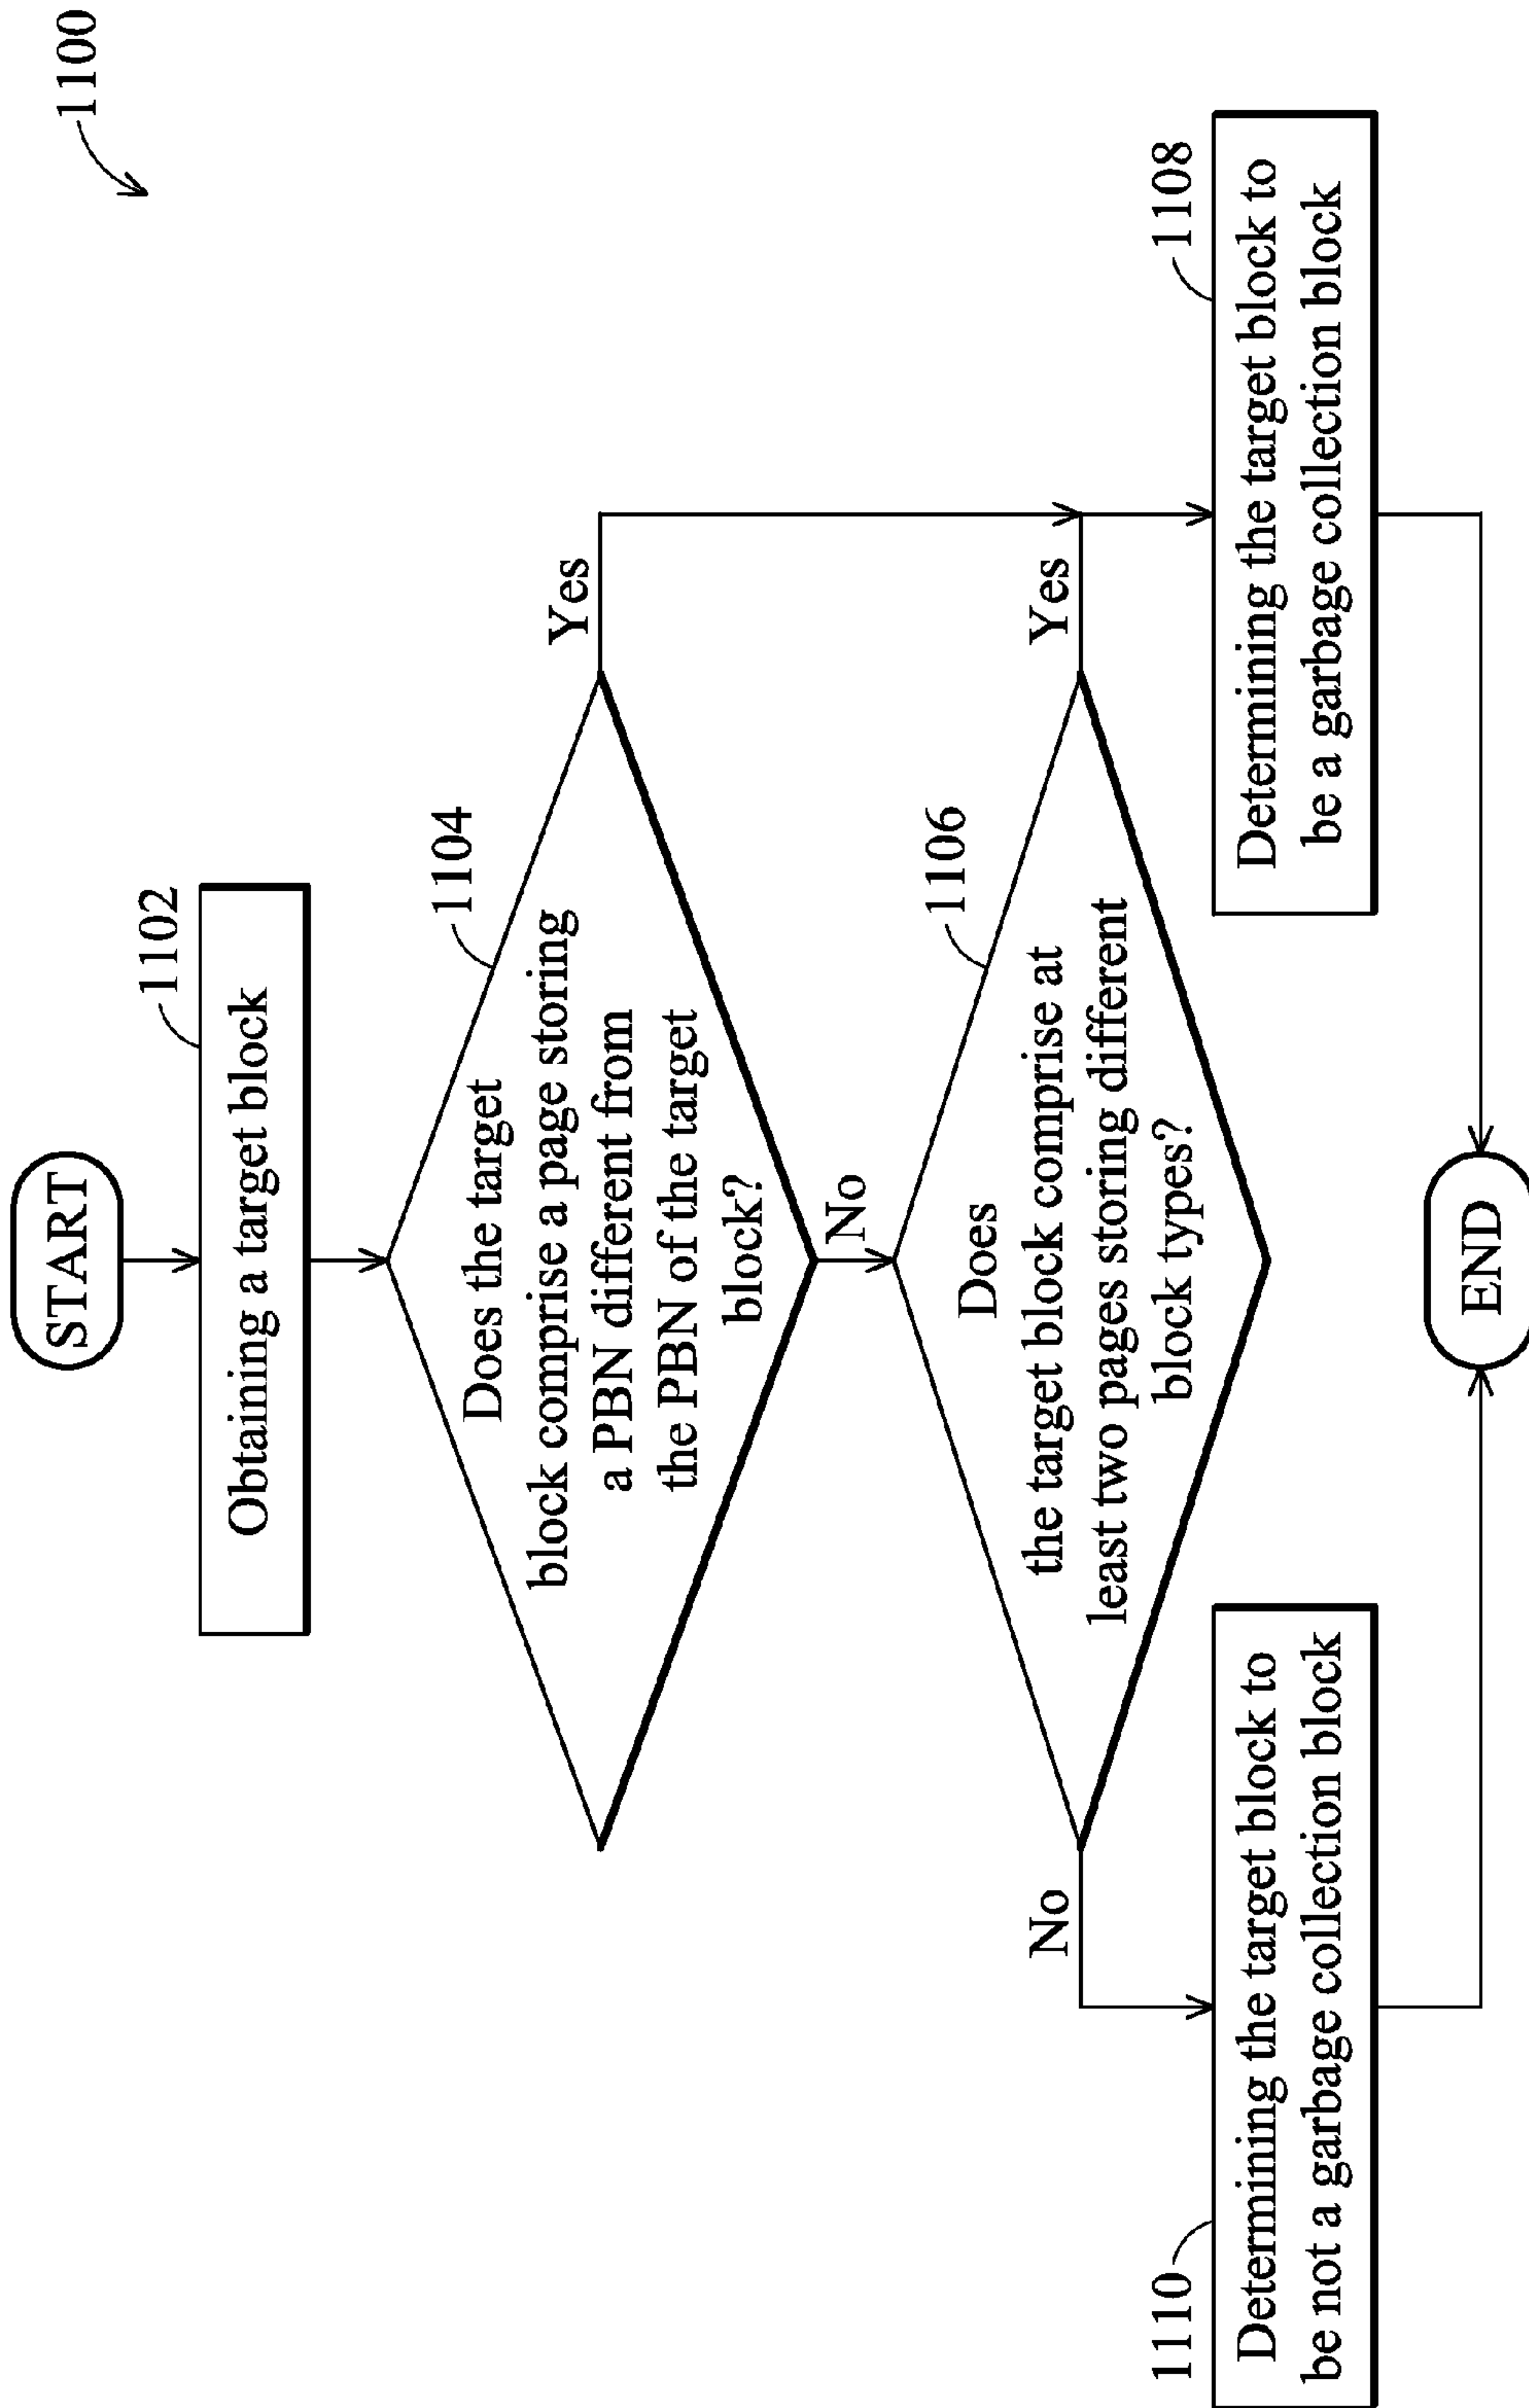 1100
START
1102
Obtaining a target block
1104
Does the target
block comprise a page storing
a PBN different from
the PBN of the target
block?
Yes
No
1106
Does
the target block comprise at
least two pages storing different
block types?
Yes
No
1108
Determining the target block to
be a garbage collection block
1110
Determining the target block to
be not a garbage collection block
END